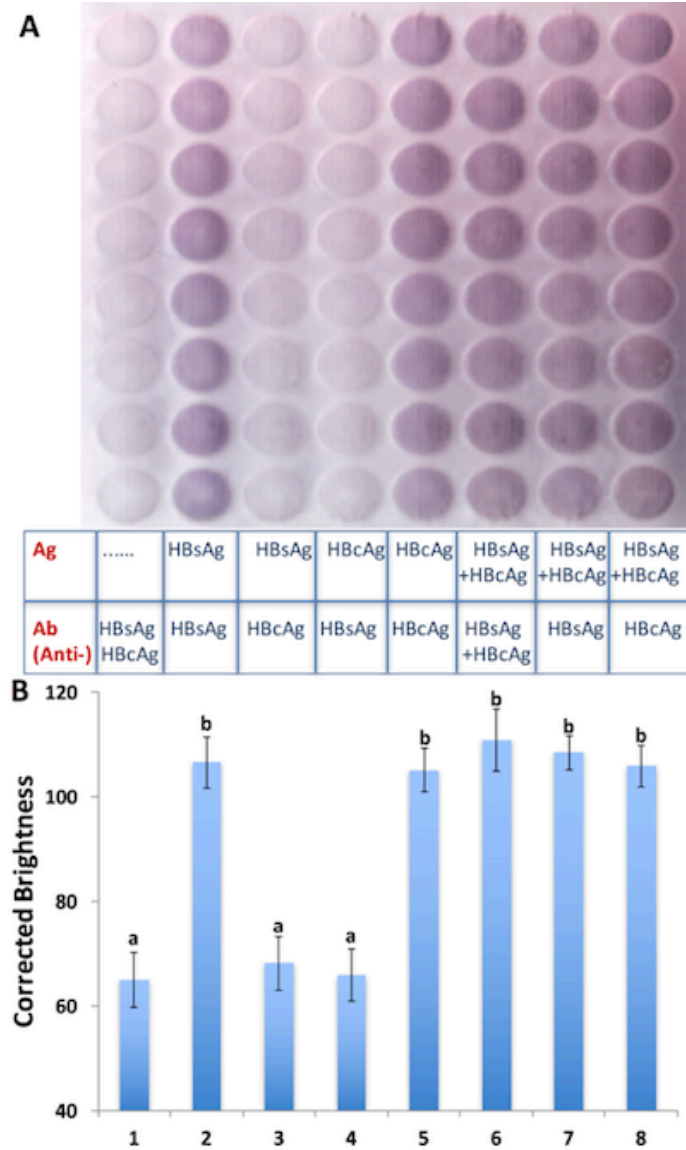 A
Ag ...... HBsAg HBsAg HBcAg HBcAg HBsAg HBsAg HBsAg
+HBcAg +HBcAg +HBcAg
Ab HBsAg HBsAg HBcAg HBsAg HBcAg HBsAg HBsAg HBcAg
(Anti-) HBcAg +HBcAg
B
120
100
80
60
40
Corrected Brightness
a b a a b b b b
1 2 3 4 5 6 7 8